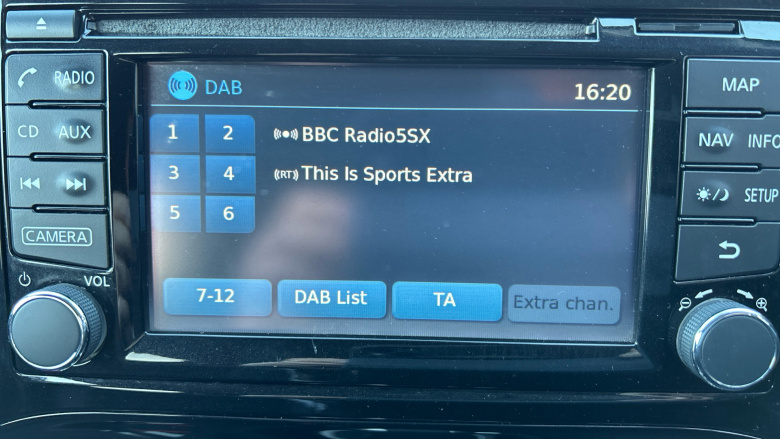 DAB 16:20
RADIO
CD AUX
CAMERA
VOL
1 2
3 4
5 6
BBC Radio5SX
(RT) This Is Sports Extra
7-12 DAB List TA Extra chan.
MAP
NAV INFO
SETUP